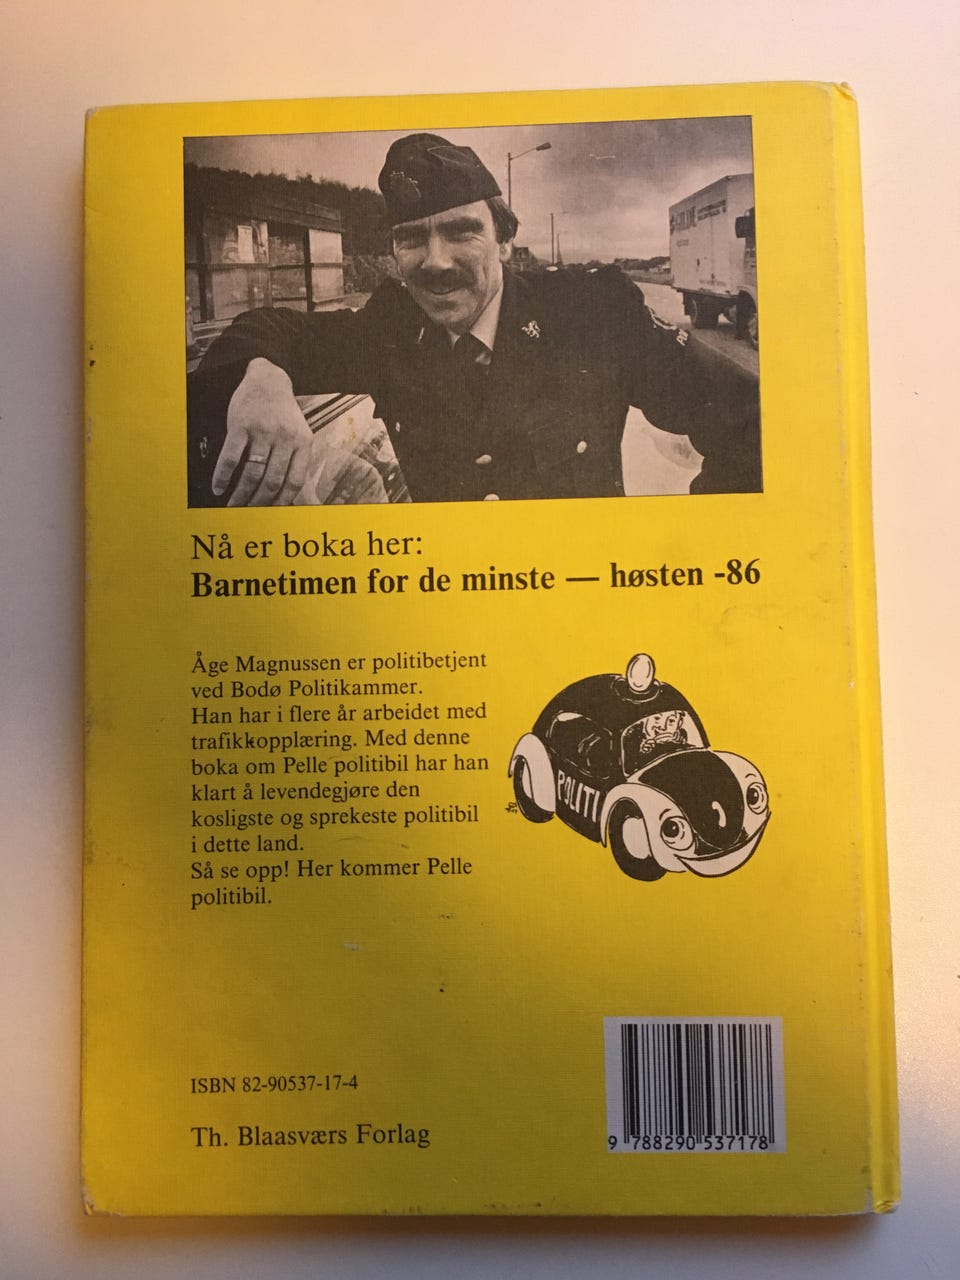 Nå er boka her:
Barnetimen for de minste — høsten -86
Åge Magnussen er politibetjent
ved Bodø Politikammer.
Han har i flere år arbeidet med
trafikkopplæring. Med denne
boka om Pelle politibil har han
klart å levendegjøre den
kosligste og sprekeste politibil
i dette land.
Så se opp! Her kommer Pelle
politibil.
POLITI
ISBN 82-90537-17-4
Th. Blaasværs Forlag
9 788290 537178